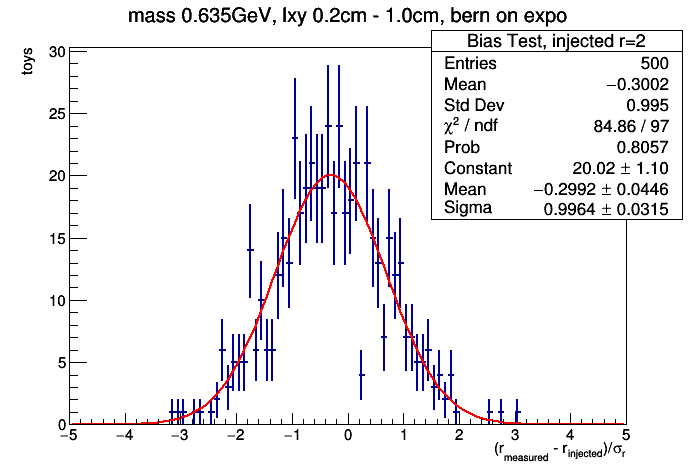 mass 0.635GeV, lxy 0.2cm - 1.0cm, bern on expo
Bias Test, injected r=2
Entries 500
Mean −0.3002
Std Dev 0.995
χ² / ndf 84.86 / 97
Prob 0.8057
Constant 20.02 ± 1.10
Mean −0.2992 ± 0.0446
Sigma 0.9964 ± 0.0315
toys
30
25
20
15
10
5
0
−5 −4 −3 −2 −1 0 1 2 3 4 5
(r_measured - r_injected)/σ_r